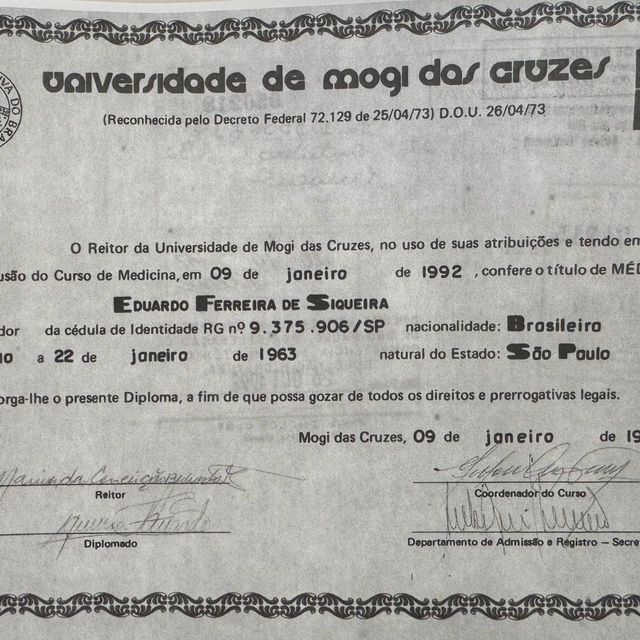 universidade de mogi das cruzes
(Reconhecida pelo Decreto Federal 72.129 de 25/04/73) D.O.U. 26/04/73
O Reitor da Universidade de Mogi das Cruzes, no uso de suas atribuições e tendo em
usão do Curso de Medicina, em 09 de janeiro de 1992 , confere o título de MÉD
EDUARDO FERREIRA DE SIQUEIRA
dor da cédula de Identidade RG nº 9.375.906/SP nacionalidade: Brasileira
no a 22 de janeiro de 1963 natural do Estado: São Paulo
orga-lhe o presente Diploma, a fim de que possa gozar de todos os direitos e prerrogativas legais.
Mogi das Cruzes, 09 de janeiro de 19
Reitor
Coordenador do Curso
Diplomado
Departamento de Admissão e Registro — Secre